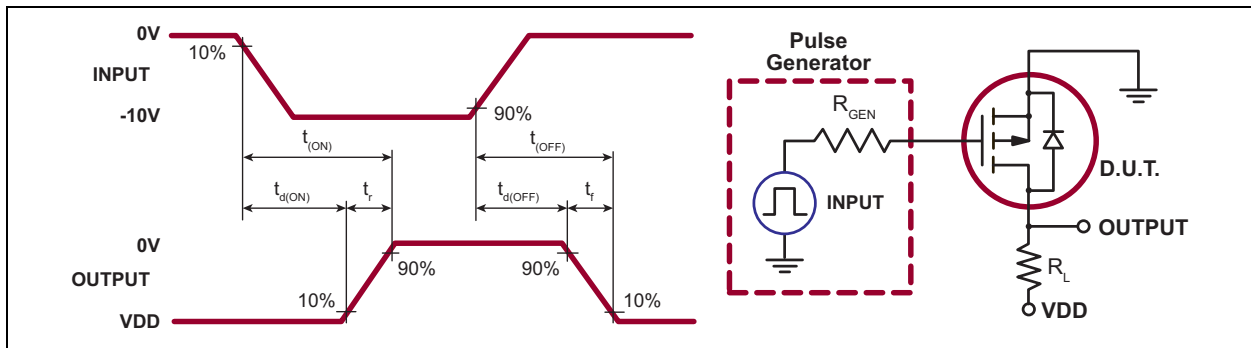 0V
10%
INPUT
-10V
90%
t(ON)
t(OFF)
td(ON)
tr
td(OFF)
tf
0V
OUTPUT
90%
90%
10%
10%
VDD
Pulse
Generator
RGEN
INPUT
D.U.T.
OUTPUT
RL
VDD